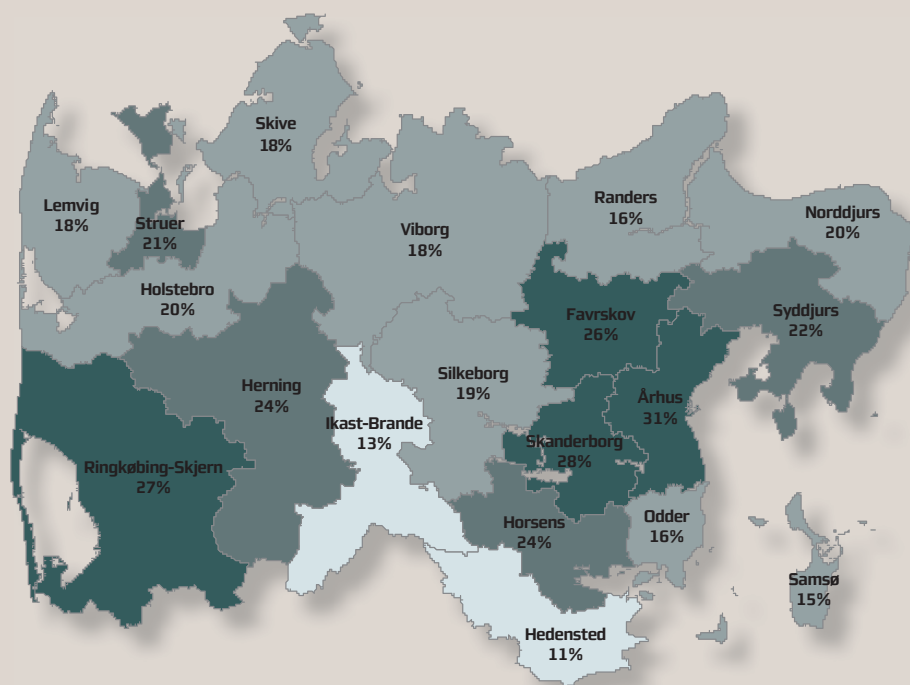 Skive
18%
Lemvig
18%
Struer
21%
Viborg
18%
Randers
16%
Norddjurs
20%
Holstebro
20%
Favrskov
26%
Syddjurs
22%
Herning
24%
Silkeborg
19%
Århus
31%
Ikast-Brande
13%
Skanderborg
28%
Ringkøbing-Skjern
27%
Horsens
24%
Odder
16%
Samsø
15%
Hedensted
11%